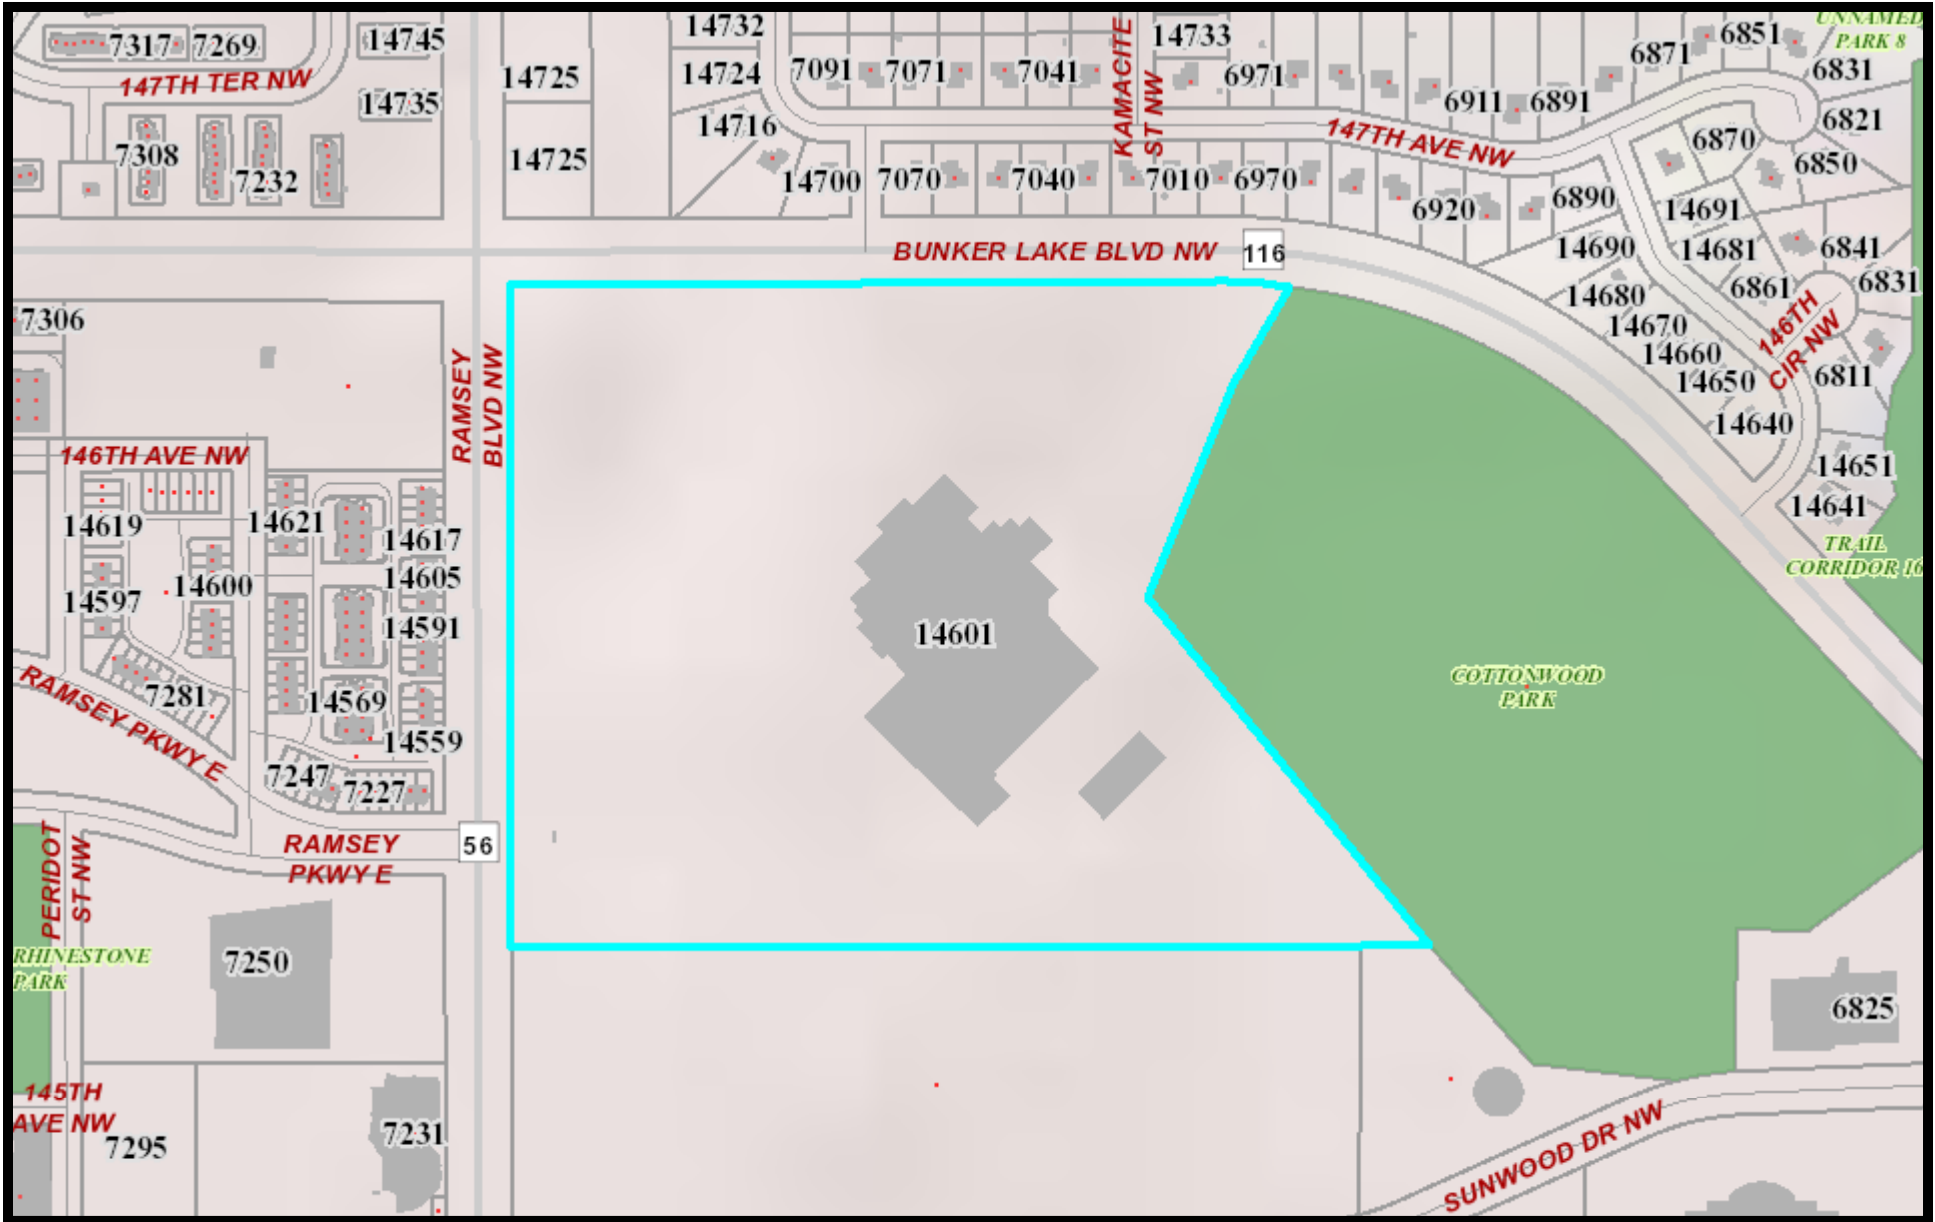 UNNAMED
PARK 8
7317
7269
14745
147TH TER NW
14735
7308
7232
14725
14725
14732
14724
14716
14700
7091
7071
7041
KAMACITE
ST NW
14733
6971
6911
6891
6871
6851
6831
6821
6870
6850
147TH AVE NW
7070
7040
7010
6970
6920
6890
14691
14690
14681
6841
6861
6831
14680
14670
14660
14650
14640
146TH
CIR NW
6811
14651
14641
TRAIL
CORRIDOR 16
BUNKER LAKE BLVD NW
116
7306
RAMSEY
BLVD NW
146TH AVE NW
14619
14621
14617
14605
14600
14597
14591
7281
14569
14559
7247
7227
RAMSEY PKWY E
14601
COTTONWOOD
PARK
56
RAMSEY
PKWY E
PERIDOT
ST NW
RHINESTONE
PARK
7250
6825
145TH
AVE NW
7295
7231
SUNWOOD DR NW